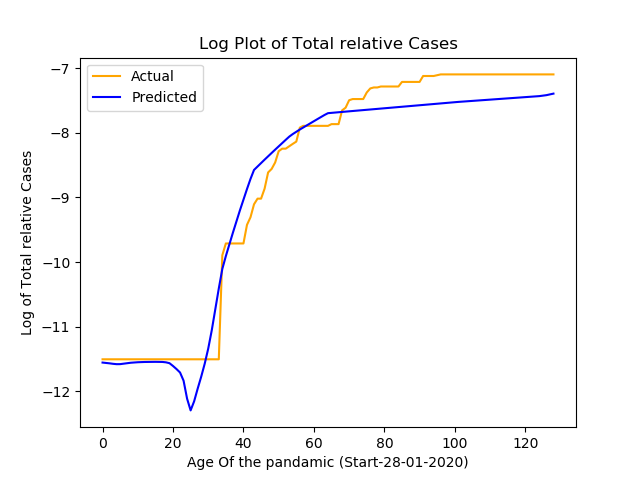 Log Plot of Total relative Cases
Actual
Predicted
Log of Total relative Cases
−7
−8
−9
−10
−11
−12
0 20 40 60 80 100 120
Age Of the pandamic (Start-28-01-2020)